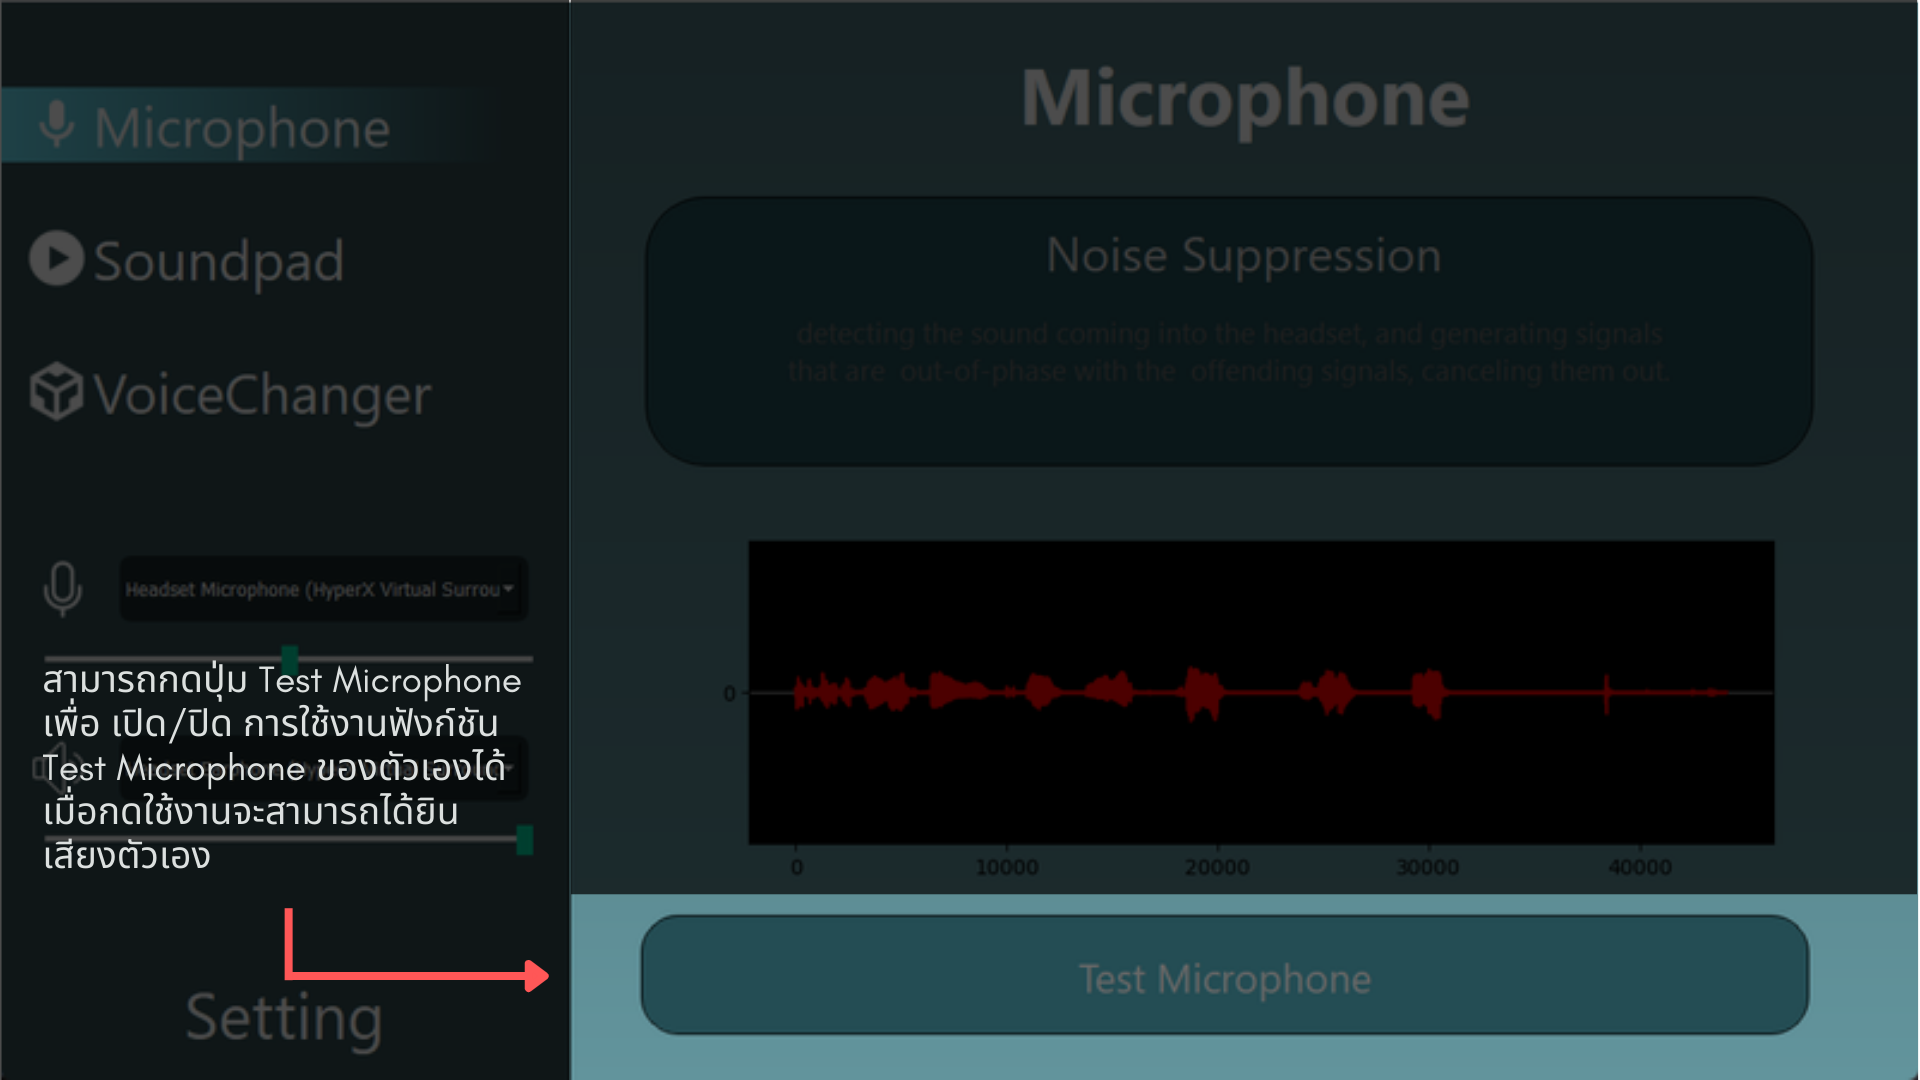 Microphone
Soundpad
VoiceChanger
Headset Microphone (HyperX Virtual Surrou
สามารถกดปุ่ม Test Microphone
เพื่อ เปิด/ปิด การใช้งานฟังก์ชัน
Test Microphone ของตัวเองได้
เมื่อกดใช้งานจะสามารถได้ยิน
เสียงตัวเอง
Setting
Microphone
Noise Suppression
detecting the sound coming into the headset, and generating signals
that are out-of-phase with the offending signals, canceling them out.
0
0 10000 20000 30000 40000
Test Microphone